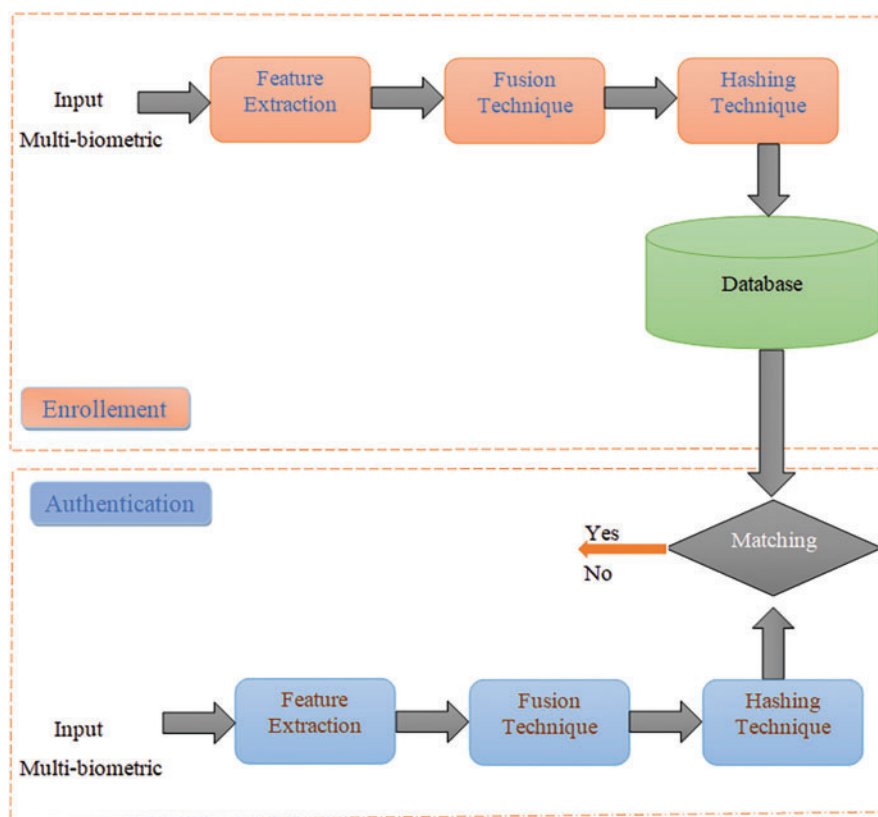 Input
Multi-biometric
Feature
Extraction
Fusion
Technique
Hashing
Technique
Database
Enrollement
Authentication
Matching
Yes
No
Input
Multi-biometric
Feature
Extraction
Fusion
Technique
Hashing
Technique